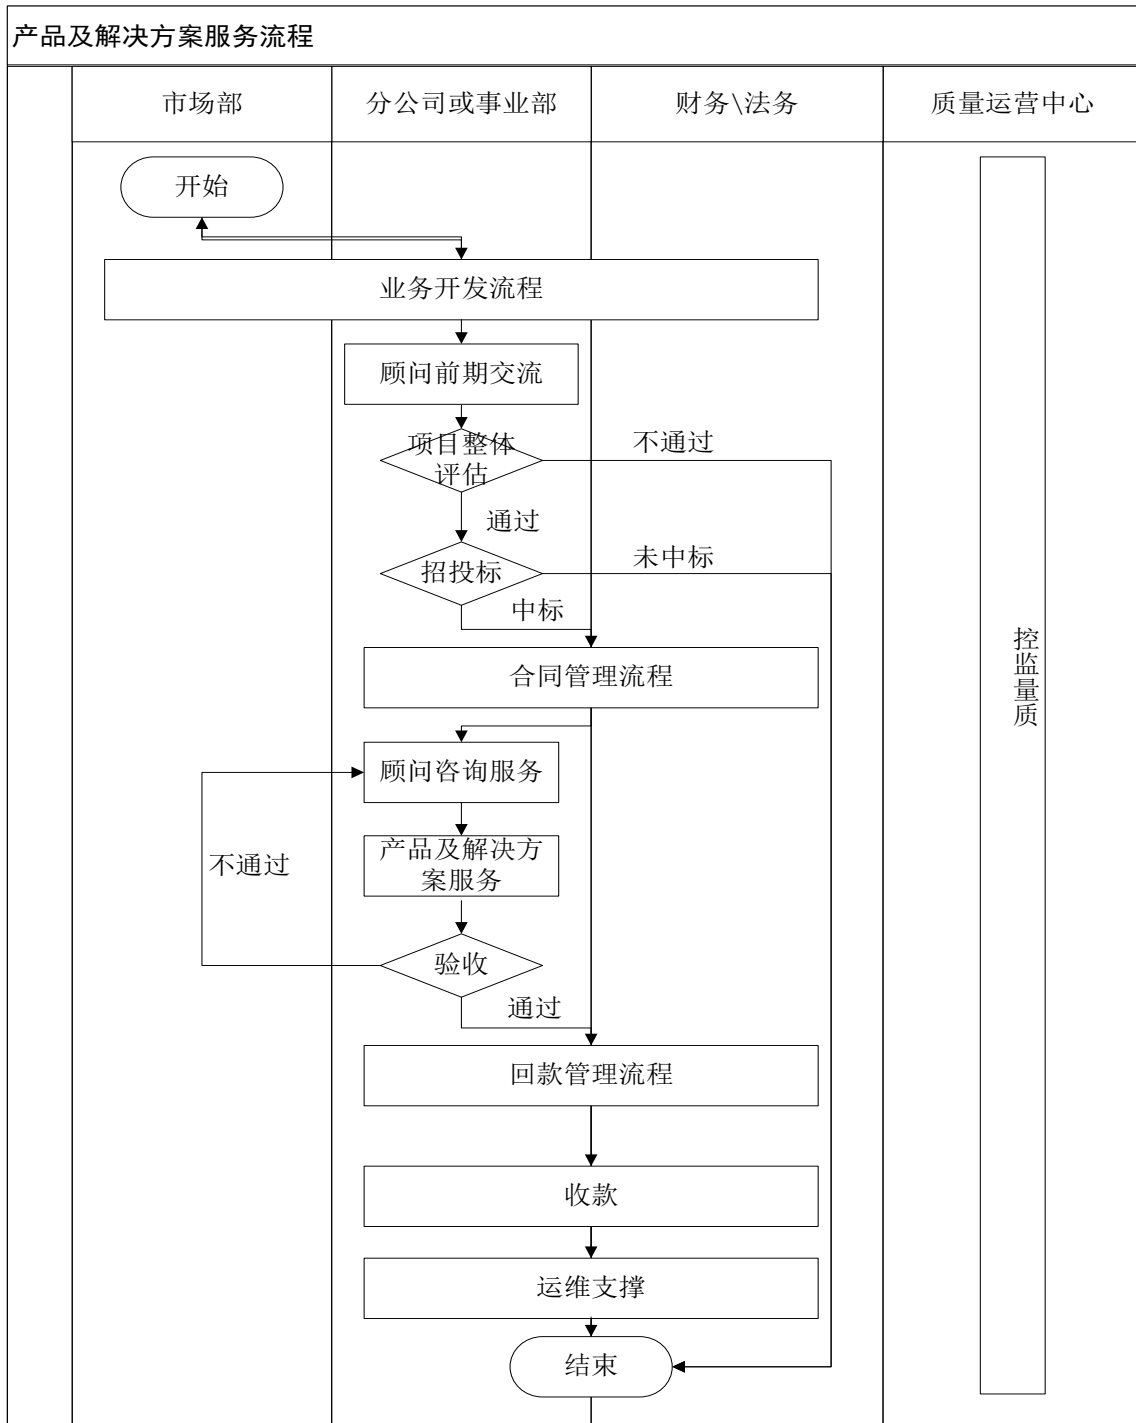 产品及解决方案服务流程
市场部
分公司或事业部
财务\法务
质量运营中心
开始
业务开发流程
顾问前期交流
项目整体
评估
不通过
通过
招投标
未中标
中标
合同管理流程
控
监
量
质
顾问咨询服务
产品及解决方
案服务
不通过
验收
通过
回款管理流程
收款
运维支撑
结束